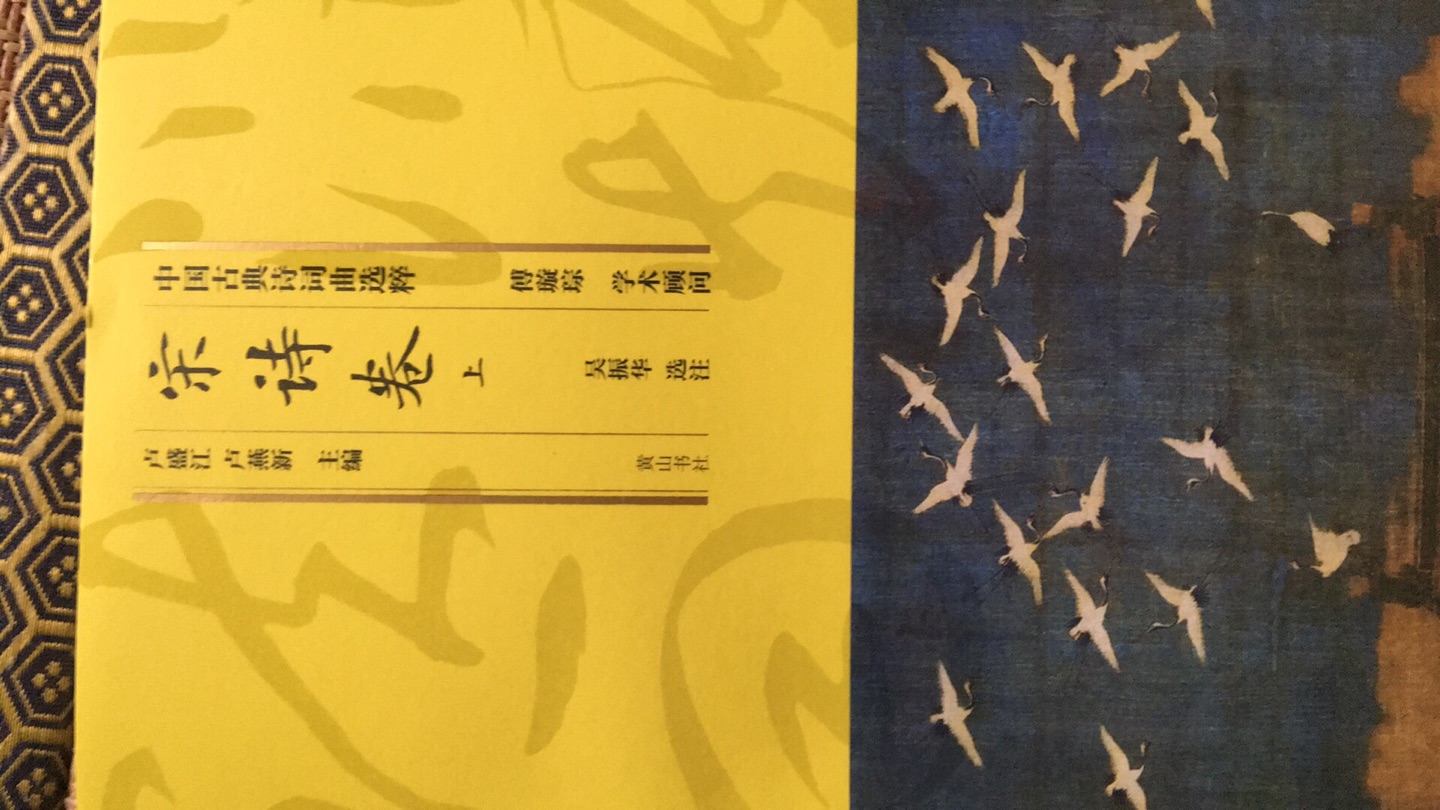 中国古典诗词曲选粹 傅璇琮 学术顾问
宋诗卷 上 吴振华 选注
卢盛江 卢燕新 主编 黄山书社